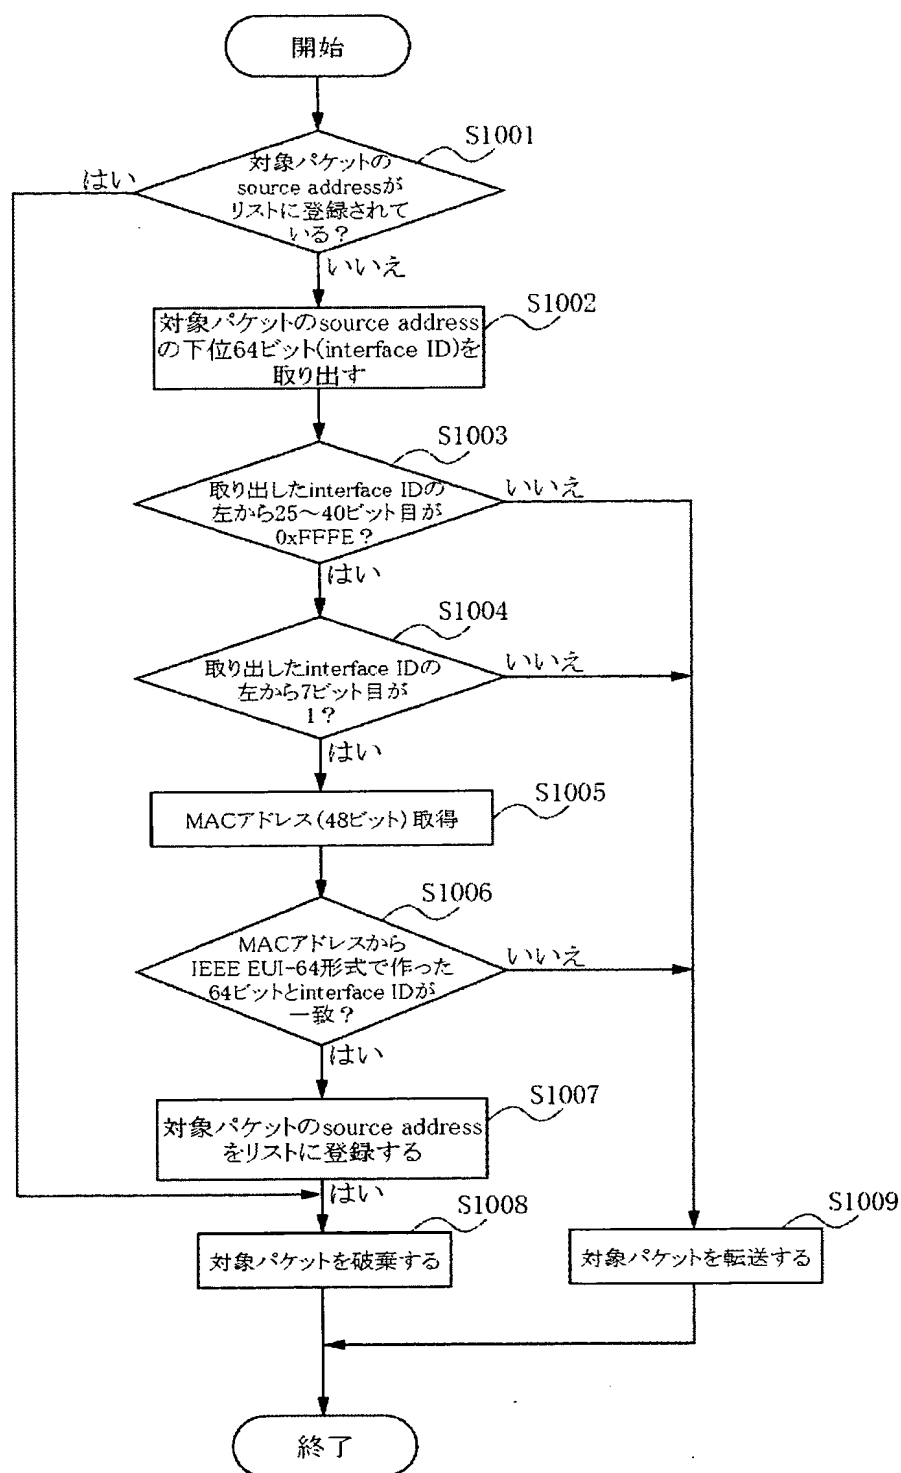 開始
S1001
はい
対象パケットの
source addressが
リストに登録されて
いる？
いいえ
S1002
対象パケットのsource address
の下位64ビット(interface ID)を
取り出す
S1003
取り出したinterface IDの
左から25～40ビット目が
0xFFFE？
いいえ
はい
S1004
取り出したinterface IDの
左から7ビット目が
1？
いいえ
はい
S1005
MACアドレス(48ビット)取得
S1006
MACアドレスから
IEEE EUI-64形式で作った
64ビットとinterface IDが
一致？
いいえ
はい
S1007
対象パケットのsource address
をリストに登録する
はい
S1008
対象パケットを破棄する
S1009
対象パケットを転送する
終了